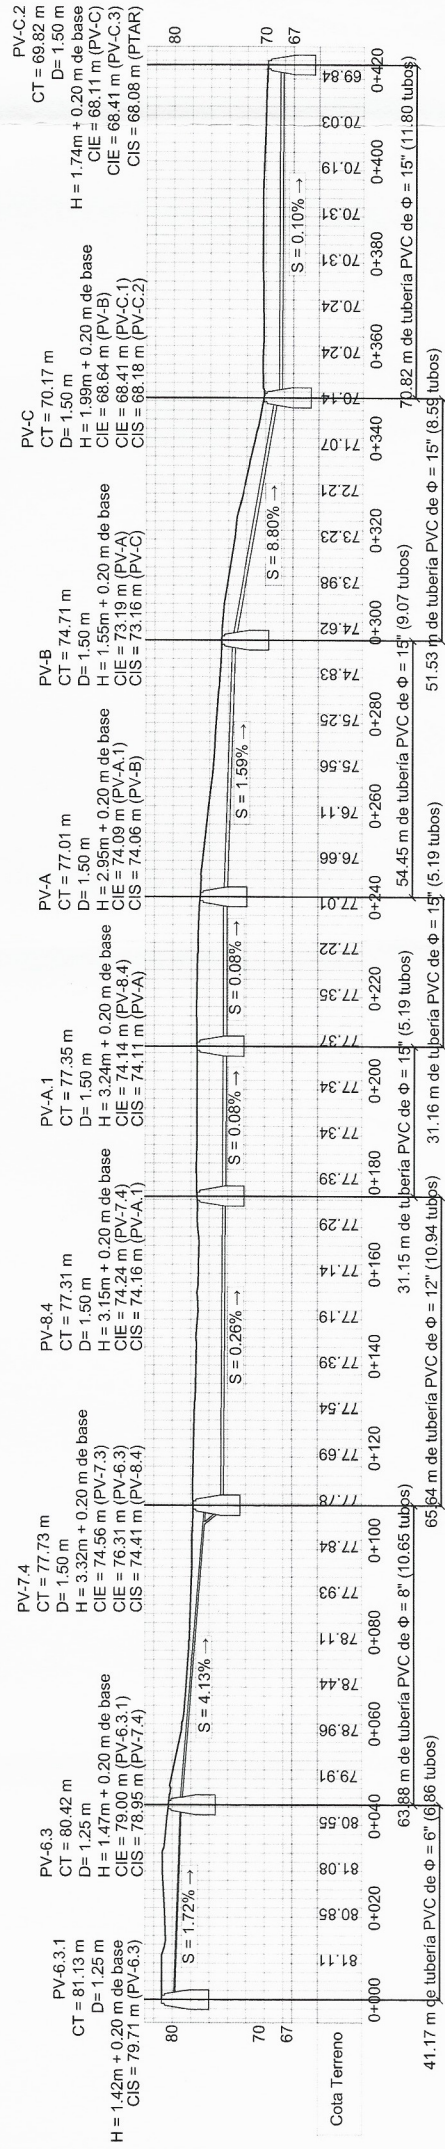 PV-6.3.1
CT = 81.13 m
D= 1.25 m
H = 1.42m + 0.20 m de base
CIS = 79.71 m (PV-6.3)
PV-6.3
CT = 80.42 m
D= 1.25 m
H = 1.47m + 0.20 m de base
CIE = 79.00 m (PV-6.3.1)
CIS = 78.95 m (PV-7.4)
PV-7.4
CT = 77.73 m
D= 1.50 m
H = 3.32m + 0.20 m de base
CIE = 74.56 m (PV-7.3)
CIE = 76.31 m (PV-6.3)
CIS = 74.41 m (PV-8.4)
PV-8.4
CT = 77.31 m
D= 1.50 m
H = 3.15m + 0.20 m de base
CIE = 74.24 m (PV-7.4)
CIS = 74.16 m (PV-A.1)
PV-A.1
CT = 77.35 m
D= 1.50 m
H = 3.24m + 0.20 m de base
CIE = 74.14 m (PV-8.4)
CIS = 74.11 m (PV-A)
PV-A
CT = 77.01 m
D= 1.50 m
H = 2.95m + 0.20 m de base
CIE = 74.09 m (PV-A.1)
CIS = 74.06 m (PV-B)
PV-B
CT = 74.71 m
D= 1.50 m
H = 1.55m + 0.20 m de base
CIE = 73.19 m (PV-A)
CIS = 73.16 m (PV-C)
PV-C
CT = 70.17 m
D= 1.50 m
H = 1.99m + 0.20 m de base
CIE = 68.64 m (PV-B)
CIE = 68.41 m (PV-C.1)
CIS = 68.18 m (PV-C.2)
PV-C.2
CT = 69.82 m
D= 1.50 m
H = 1.74m + 0.20 m de base
CIE = 68.11 m (PV-C)
CIE = 68.41 m (PV-C.3)
CIS = 68.08 m (PTAR)
80 80
70 70
67 67
S = 1.72% →
S = 4.13% →
S = 0.26% →
S = 0.08% →
S = 0.08% →
S = 1.59% →
S = 8.80% →
S = 0.10% →
Cota Terreno
81.11 80.85 81.08 80.55 79.91 78.96 78.44 78.11 77.93 77.84 77.78 77.69 77.54 77.39 77.19 77.14 77.29 77.39 77.34 77.34 77.37 77.35 77.22 77.01 76.66 76.11 75.56 75.25 74.83 74.62 73.98 73.23 72.21 71.07 70.14 70.24 70.24 70.31 70.31 70.19 70.03 69.84
0+000 0+020 0+040 0+060 0+080 0+100 0+120 0+140 0+160 0+180 0+200 0+220 0+240 0+260 0+280 0+300 0+320 0+340 0+360 0+380 0+400 0+420
41.17 m de tubería PVC de Φ = 6" (6.86 tubos)
63.88 m de tubería PVC de Φ = 8" (10.65 tubos)
65.64 m de tubería PVC de Φ = 12" (10.94 tubos)
31.15 m de tubería PVC de Φ = 15" (5.19 tubos)
31.16 m de tubería PVC de Φ = 15" (5.19 tubos)
54.45 m de tubería PVC de Φ = 15" (9.07 tubos)
51.53 m de tubería PVC de Φ = 15" (8.59 tubos)
70.82 m de tubería PVC de Φ = 15" (11.80 tubos)